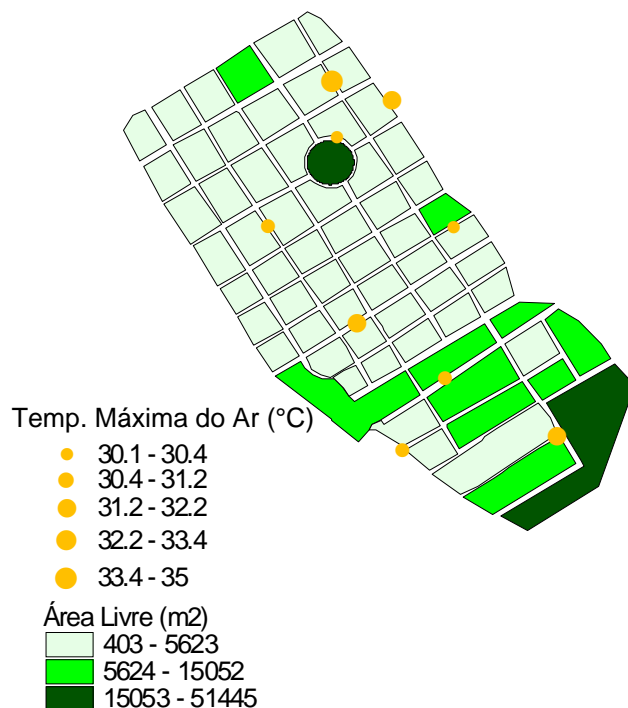 Temp. Máxima do Ar (°C)
30.1 - 30.4
30.4 - 31.2
31.2 - 32.2
32.2 - 33.4
33.4 - 35
Área Livre (m2)
403 - 5623
5624 - 15052
15053 - 51445